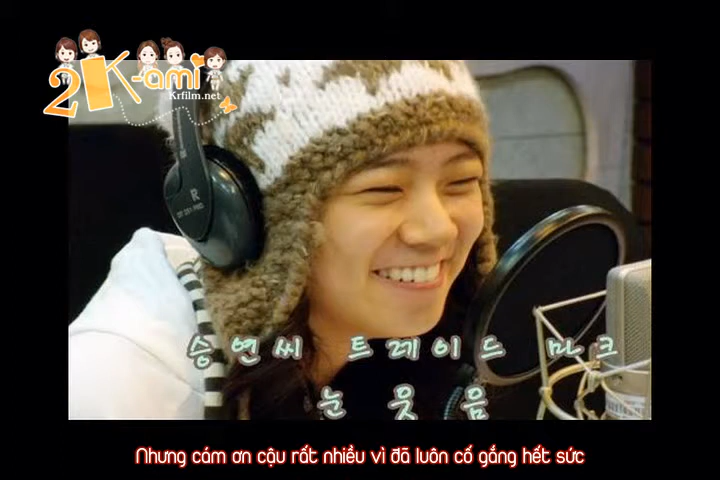 2K-ami
Krfilm.net
R
승연씨 트레이드 마크
눈웃음
Nhưng cám ơn cậu rất nhiều vì đã luôn cố gắng hết sức